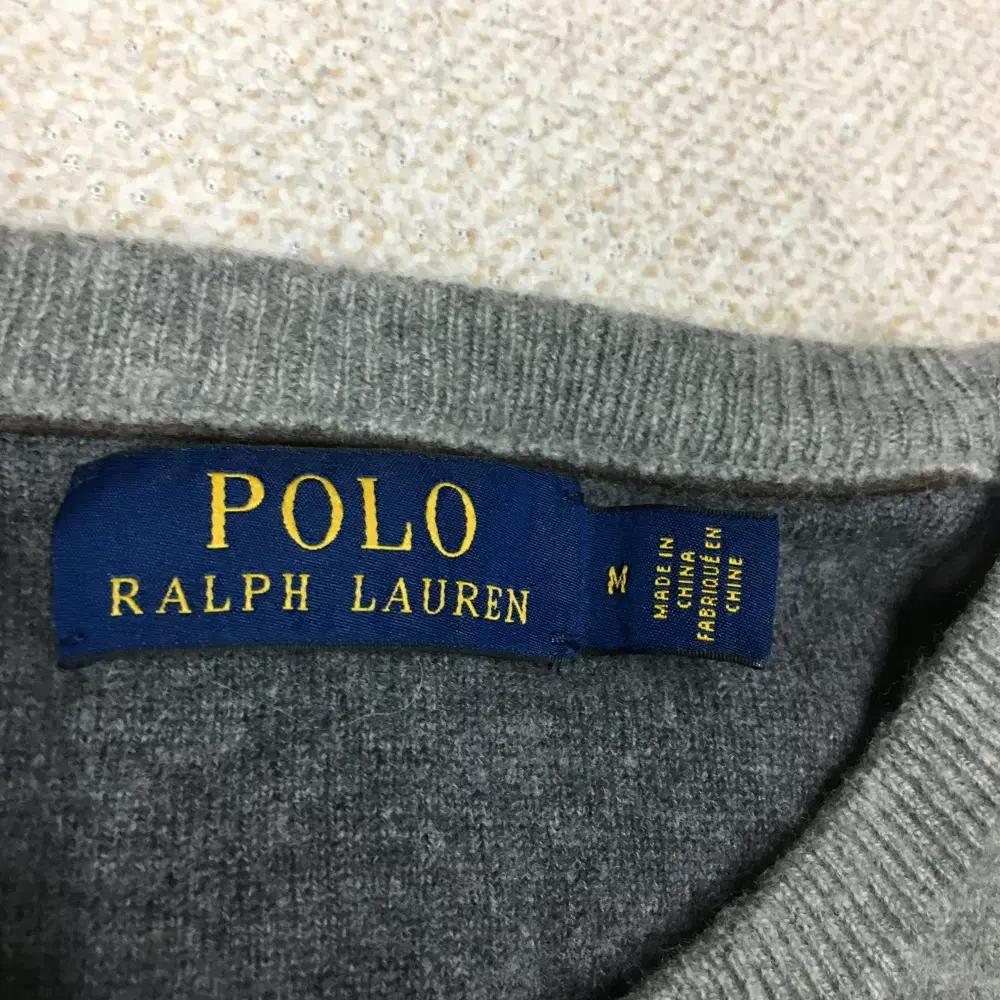 POLO
RALPH LAUREN
M
MADE IN
CHINA
FABRIQUÉ EN
CHINE